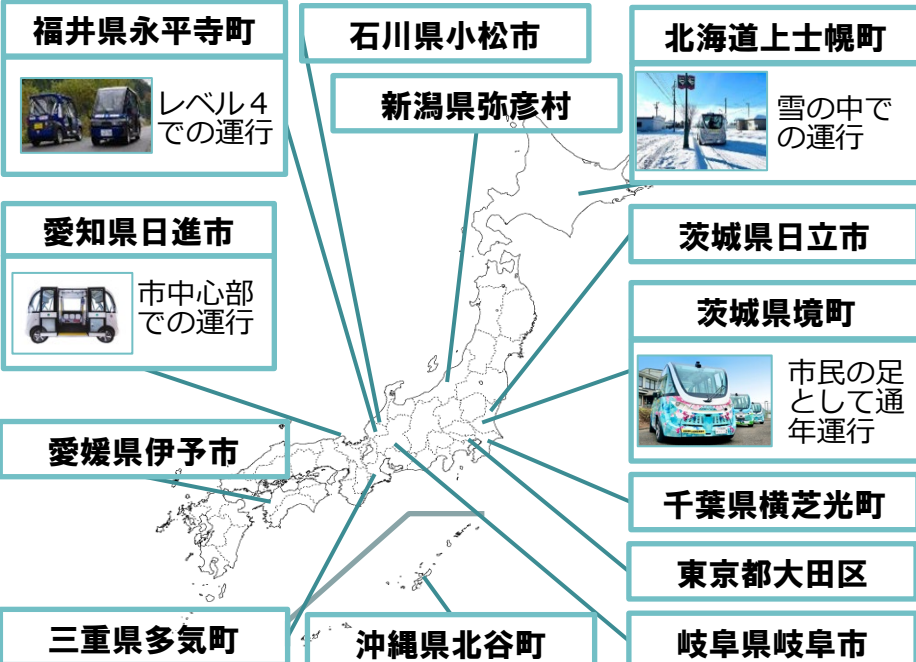 福井県永平寺町
レベル４
での運行
石川県小松市
新潟県弥彦村
北海道上士幌町
雪の中で
の運行
愛知県日進市
市中心部
での運行
茨城県日立市
茨城県境町
市民の足
として通
年運行
愛媛県伊予市
千葉県横芝光町
東京都大田区
三重県多気町
沖縄県北谷町
岐阜県岐阜市